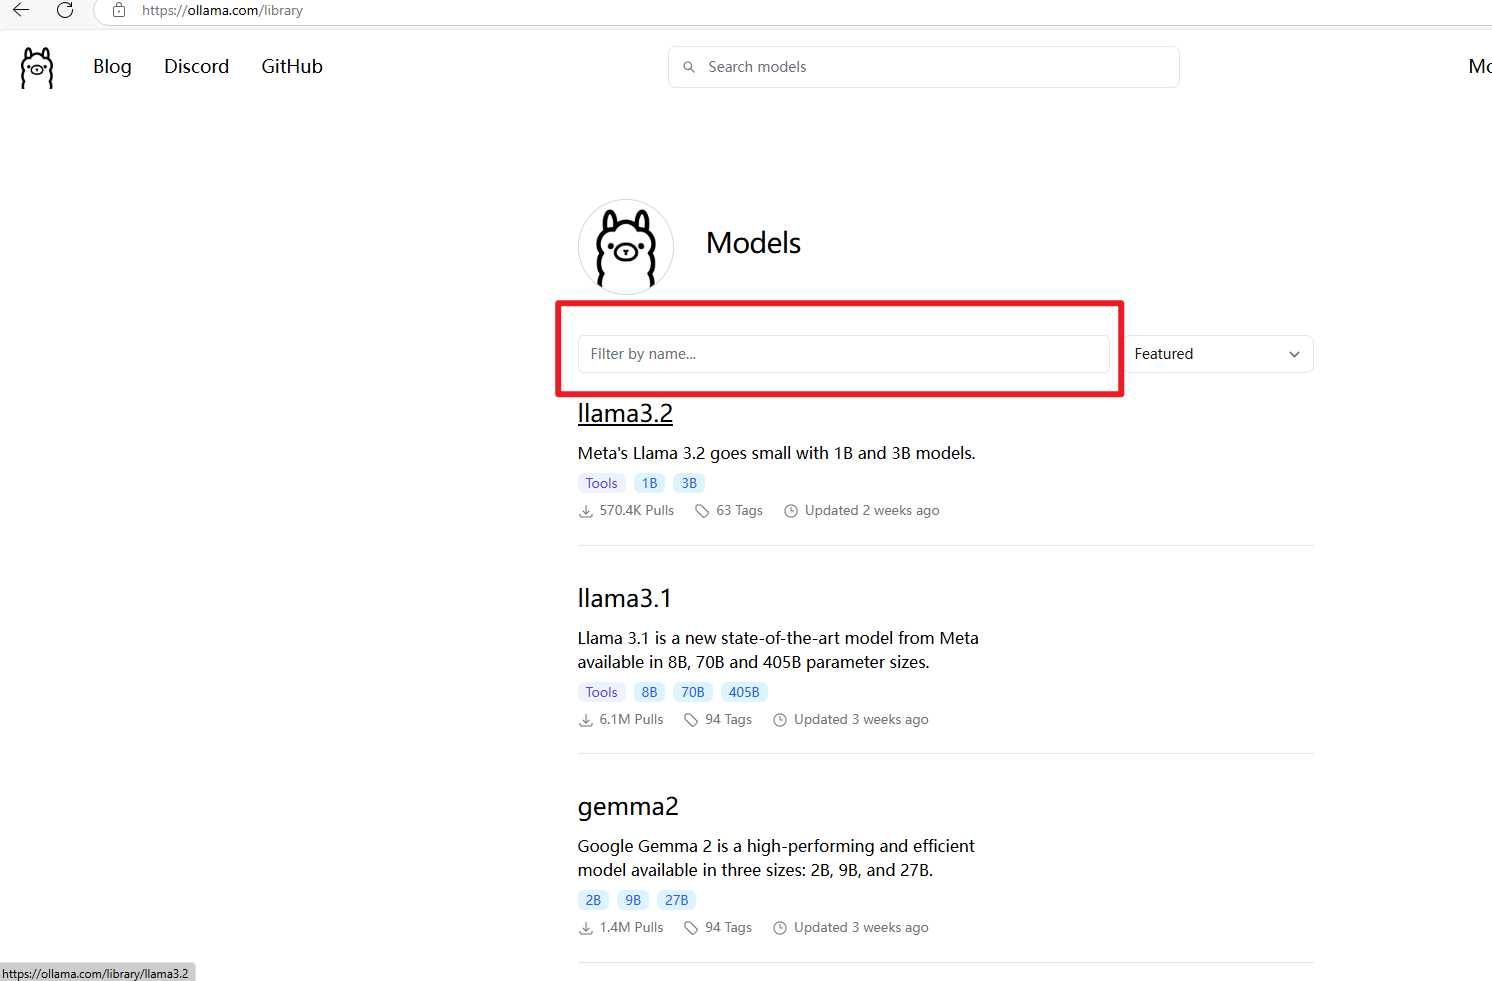 https://ollama.com/library
Blog Discord GitHub Search models
Models
Filter by name... Featured
llama3.2
Meta's Llama 3.2 goes small with 1B and 3B models.
Tools 1B 3B
570.4K Pulls 63 Tags Updated 2 weeks ago
llama3.1
Llama 3.1 is a new state-of-the-art model from Meta
available in 8B, 70B and 405B parameter sizes.
Tools 8B 70B 405B
6.1M Pulls 94 Tags Updated 3 weeks ago
gemma2
Google Gemma 2 is a high-performing and efficient
model available in three sizes: 2B, 9B, and 27B.
2B 9B 27B
1.4M Pulls 94 Tags Updated 3 weeks ago
https://ollama.com/library/llama3.2